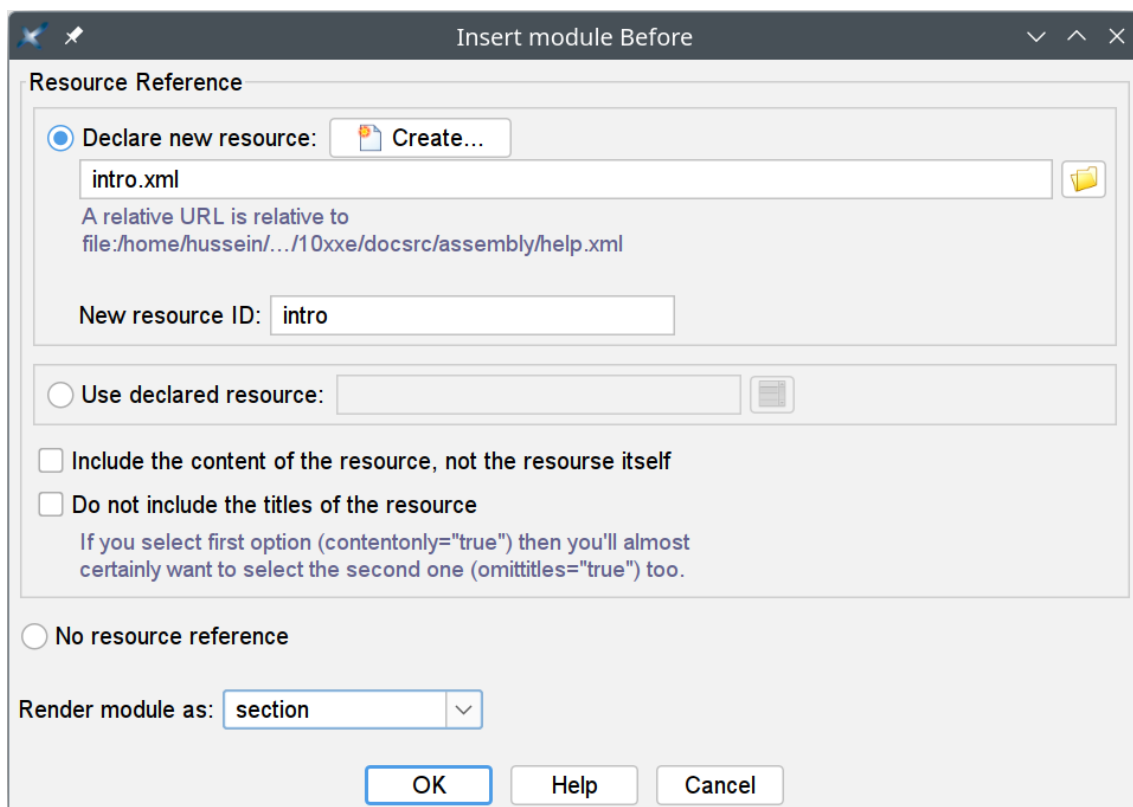 Insert module Before
Resource Reference
Declare new resource: Create...
intro.xml
A relative URL is relative to
file:/home/hussein/…/10xxe/docsrc/assembly/help.xml
New resource ID: intro
Use declared resource:
Include the content of the resource, not the resourse itself
Do not include the titles of the resource
If you select first option (contentonly="true") then you'll almost
certainly want to select the second one (omittitles="true") too.
No resource reference
Render module as: section
OK Help Cancel